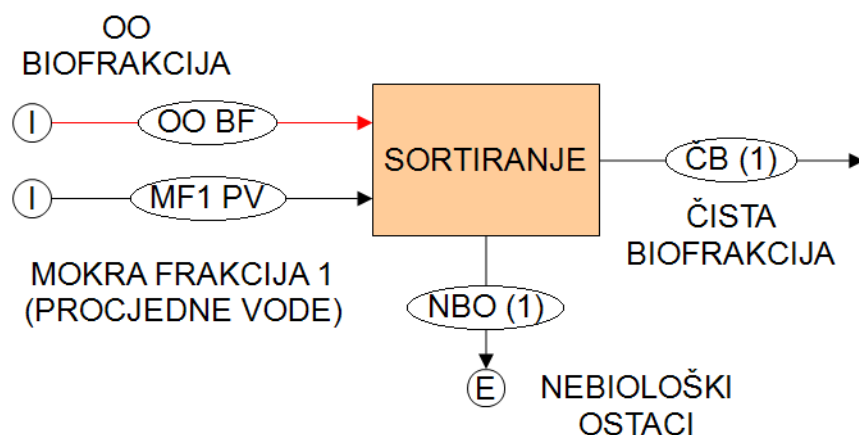 OO
BIOFRAKCIJA
I
OO BF
I
MF1 PV
MOKRA FRAKCIJA 1
(PROCJEDNE VODE)
SORTIRANJE
ČB (1)
ČISTA
BIOFRAKCIJA
NBO (1)
E
NEBIOLOŠKI
OSTACI